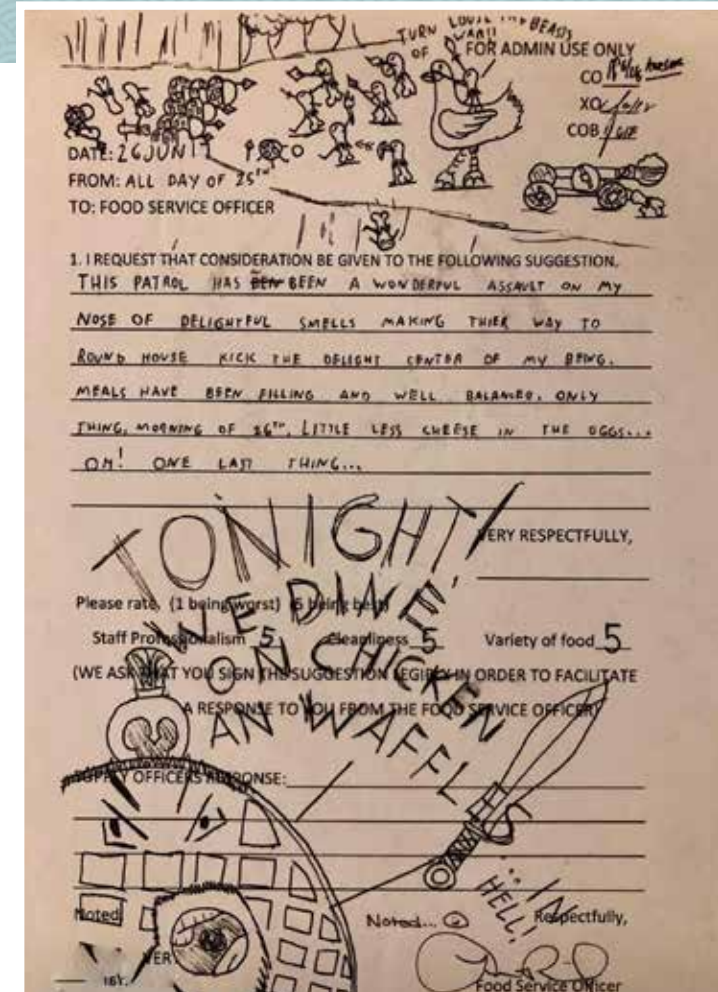 TURN LOOSE THE BEASTS
OF WAR!!
FOR ADMIN USE ONLY
CO
XO
COB
DATE: 26 JUN 17
FROM: ALL DAY OF 25TH
TO: FOOD SERVICE OFFICER
1. I REQUEST THAT CONSIDERATION BE GIVEN TO THE FOLLOWING SUGGESTION.
THIS PATROL HAS BEEN A WONDERFUL ASSAULT ON MY
NOSE OF DELIGHTFUL SMELLS MAKING THIER WAY TO
ROUND HOUSE KICK THE DELIGHT CENTER OF MY BEING.
MEALS HAVE BEEN FILLING AND WELL BALANCED. ONLY
THING, MORNING OF 26TH, LITTLE LESS CHEESE IN THE OGGS...
OH! ONE LAST THING...
TONIGHT,
VERY RESPECTFULLY,
WE DINE
Please rate, (1 being worst) (5 being best)
Staff Professionalism 5 Cleanliness 5 Variety of food 5
ON CHICKEN
(WE ASK THAT YOU SIGN THE SUGGESTION LEGIBLY IN ORDER TO FACILITATE
A RESPONSE TO YOU FROM THE FOOD SERVICE OFFICER)
AN WAFFLES
SUPPLY OFFICERS RESPONSE:
...IN
HELL!
Noted Noted... Respectfully,
VER
Food Service Officer